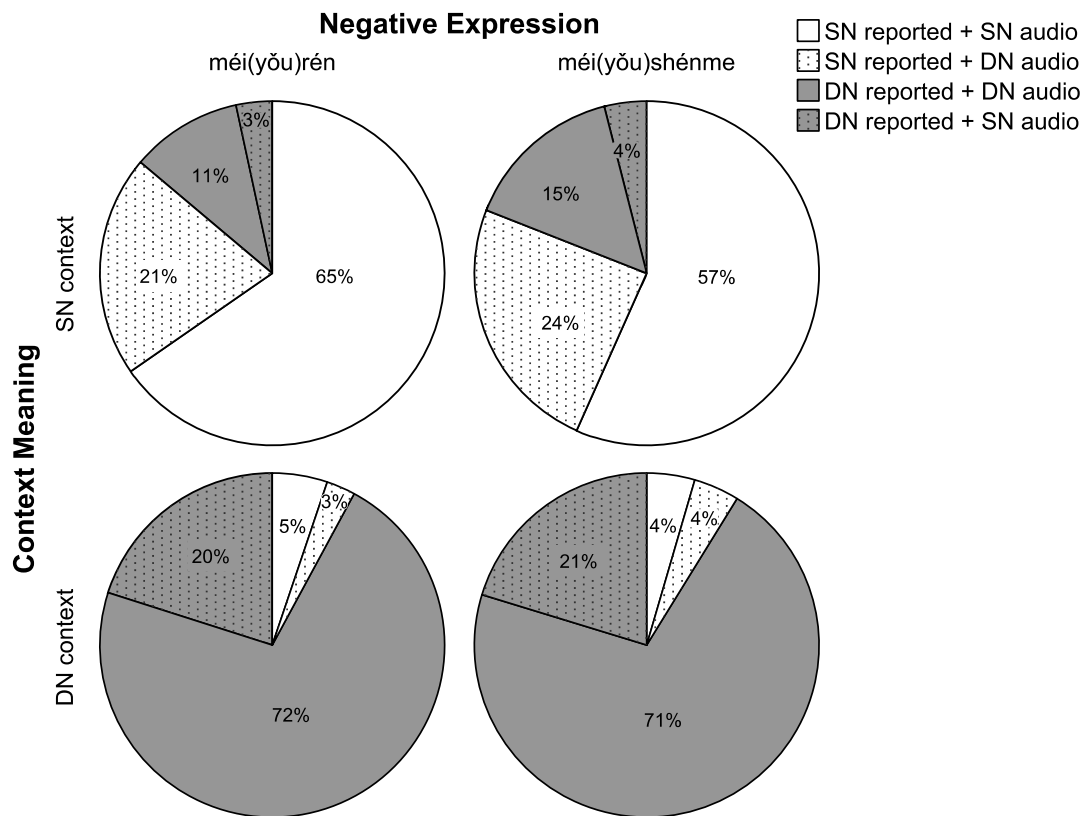 Negative Expression
méi(yǒu)rén
méi(yǒu)shénme
SN reported + SN audio
SN reported + DN audio
DN reported + DN audio
DN reported + SN audio
Context Meaning
SN context
3%
11%
21%
65%
4%
15%
24%
57%
DN context
5%
3%
20%
72%
4%
4%
21%
71%